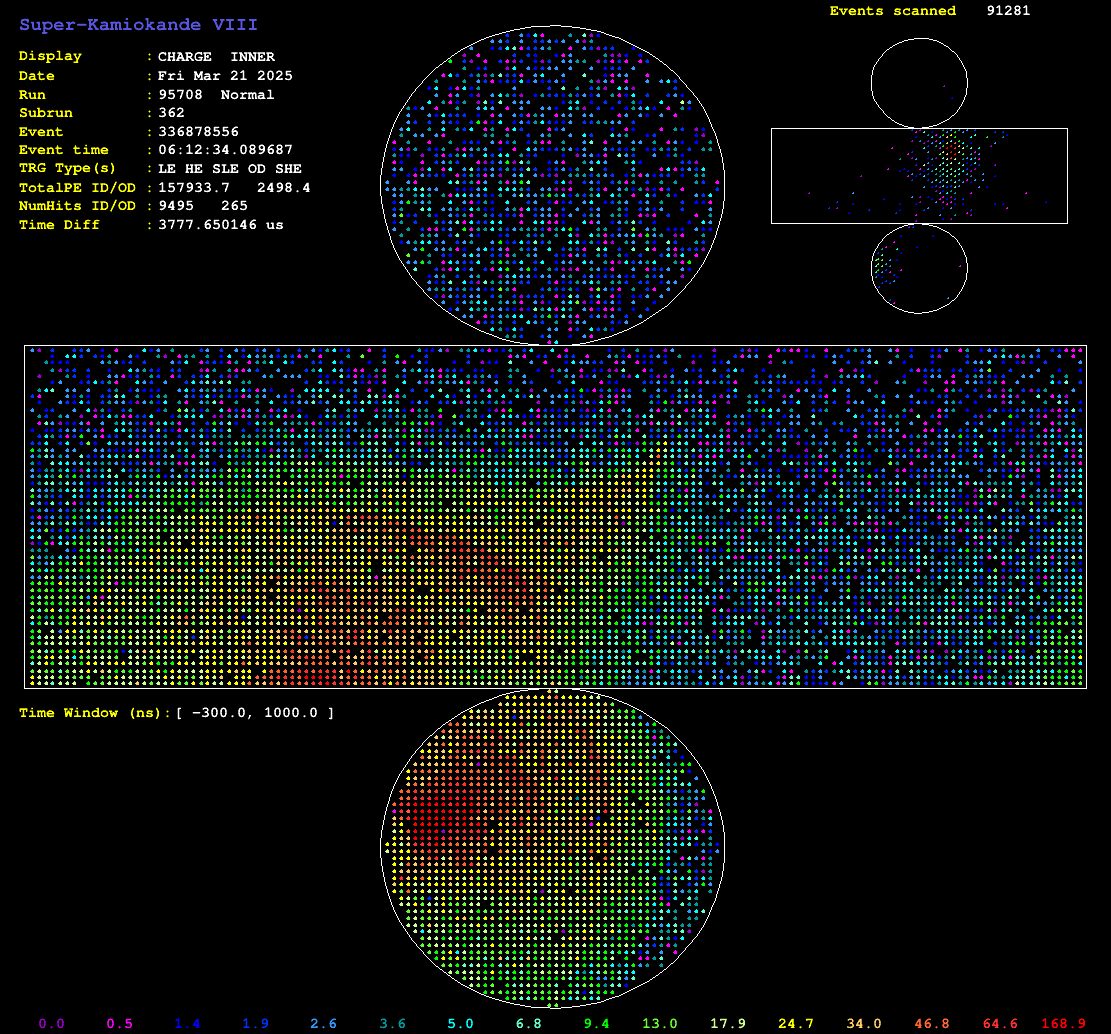 Super-Kamiokande VIII
Events scanned 91281
Display : CHARGE INNER
Date : Fri Mar 21 2025
Run : 95708 Normal
Subrun : 362
Event : 336878556
Event time : 06:12:34.089687
TRG Type(s) : LE HE SLE OD SHE
TotalPE ID/OD : 157933.7 2498.4
NumHits ID/OD : 9495 265
Time Diff : 3777.650146 us
Time Window (ns): [ -300.0, 1000.0 ]
0.0 0.5 1.4 1.9 2.6 3.6 5.0 6.8 9.4 13.0 17.9 24.7 34.0 46.8 64.6 168.9